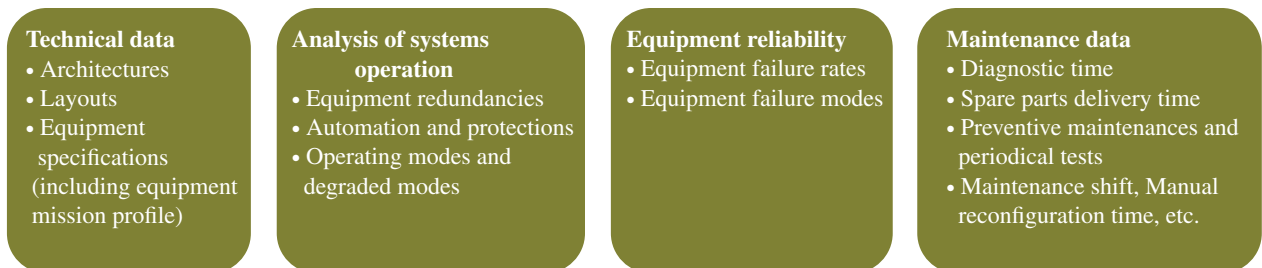 Technical data
• Architectures
• Layouts
• Equipment
specifications
(including equipment
mission profile)
Analysis of systems
operation
• Equipment redundancies
• Automation and protections
• Operating modes and
degraded modes
Equipment reliability
• Equipment failure rates
• Equipment failure modes
Maintenance data
• Diagnostic time
• Spare parts delivery time
• Preventive maintenances and
periodical tests
• Maintenance shift, Manual
reconfiguration time, etc.